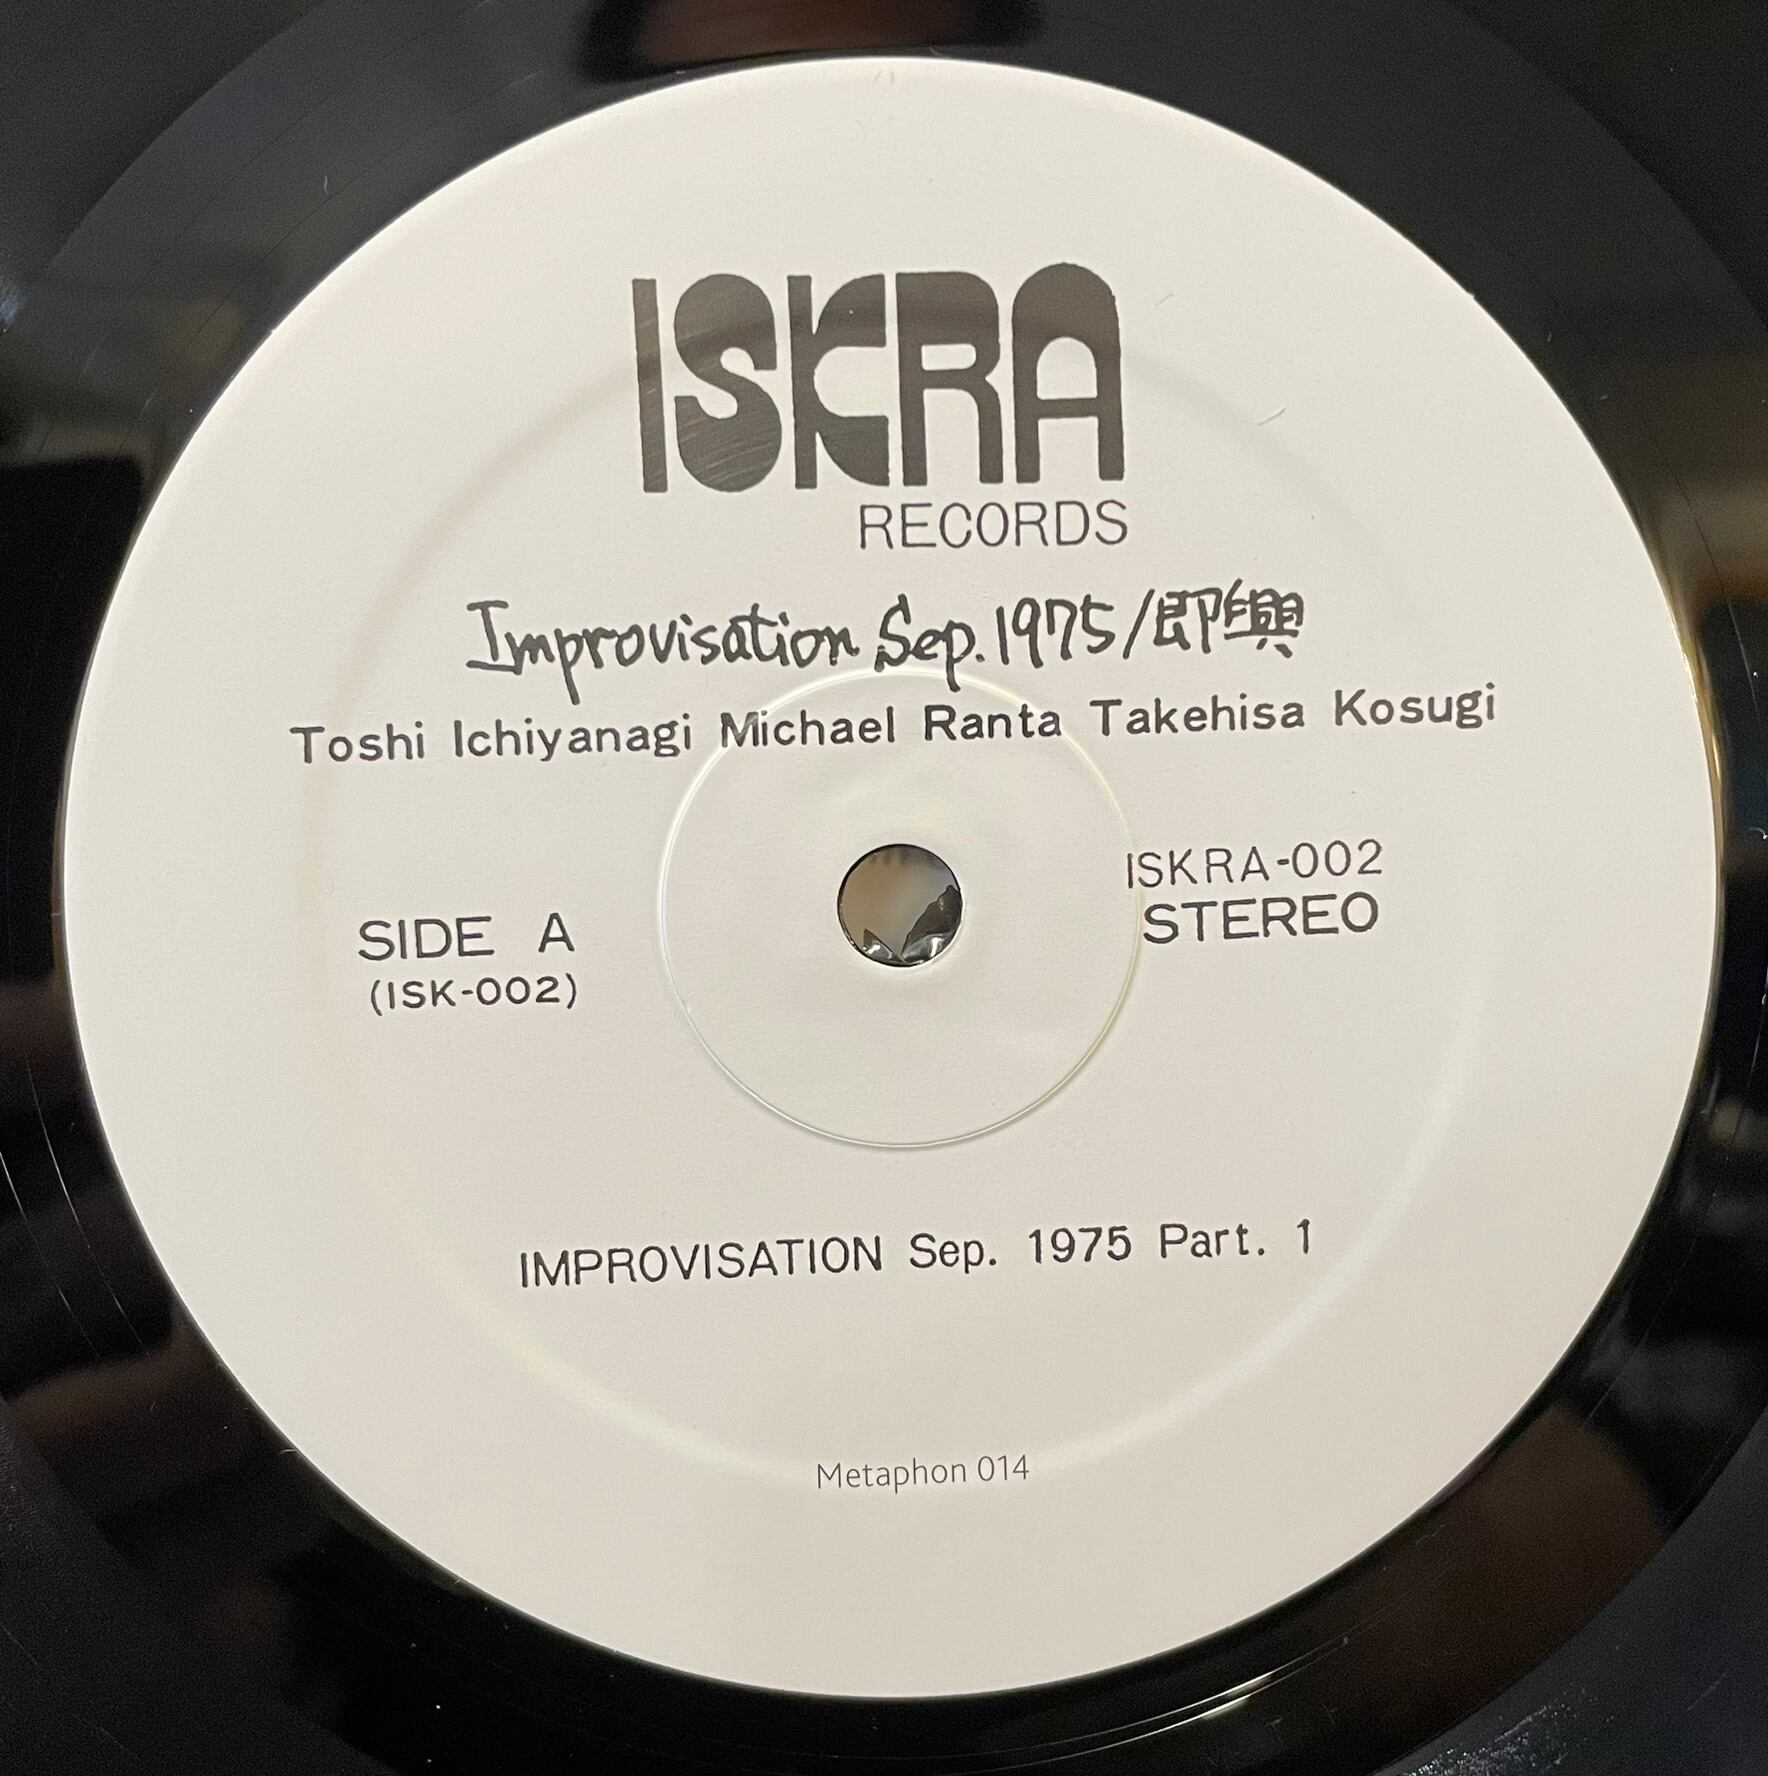 ISKRA
RECORDS
Improvisation Sep. 1975/即興
Toshi Ichiyanagi Michael Ranta Takehisa Kosugi
ISKRA-002
STEREO
SIDE A
(ISK-002)
IMPROVISATION Sep. 1975 Part. 1
Metaphon 014